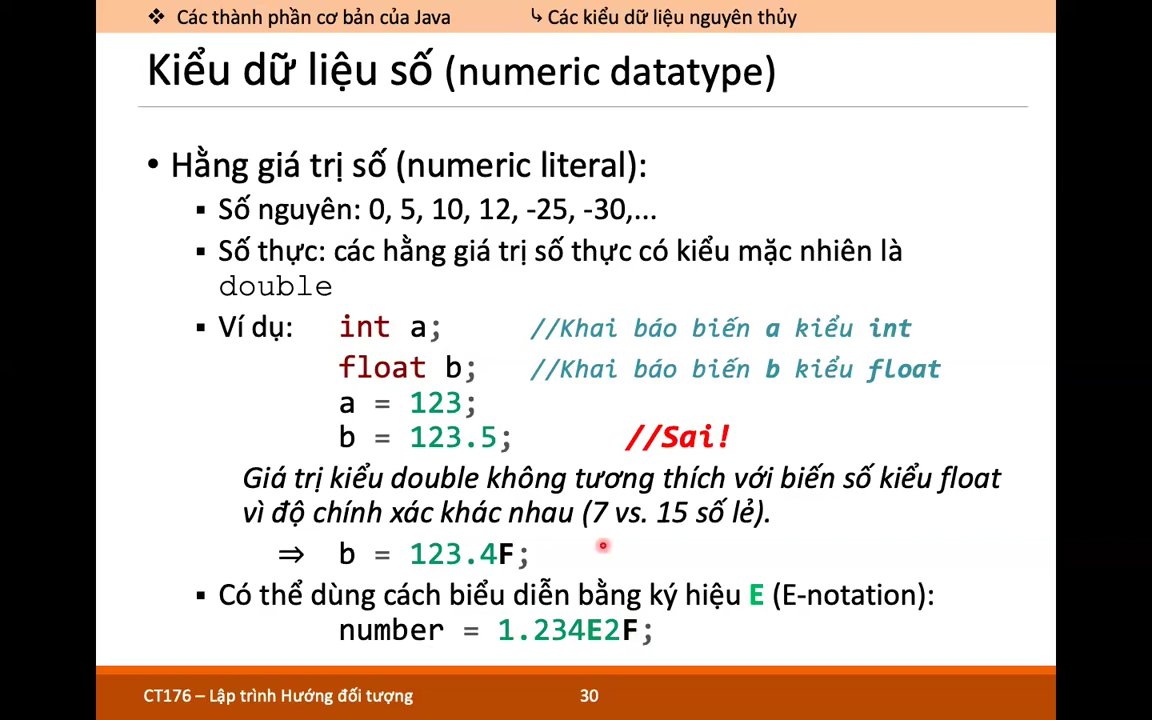 ❖ Các thành phần cơ bản của Java ↳ Các kiểu dữ liệu nguyên thủy
Kiểu dữ liệu số (numeric datatype)
• Hằng giá trị số (numeric literal):
▪ Số nguyên: 0, 5, 10, 12, -25, -30,...
▪ Số thực: các hằng giá trị số thực có kiểu mặc nhiên là
double
▪ Ví dụ: int a; //Khai báo biến a kiểu int
float b; //Khai báo biến b kiểu float
a = 123;
b = 123.5; //Sai!
Giá trị kiểu double không tương thích với biến số kiểu float
vì độ chính xác khác nhau (7 vs. 15 số lẻ).
⇒ b = 123.4F;
▪ Có thể dùng cách biểu diễn bằng ký hiệu E (E-notation):
number = 1.234E2F;
CT176 – Lập trình Hướng đối tượng 30